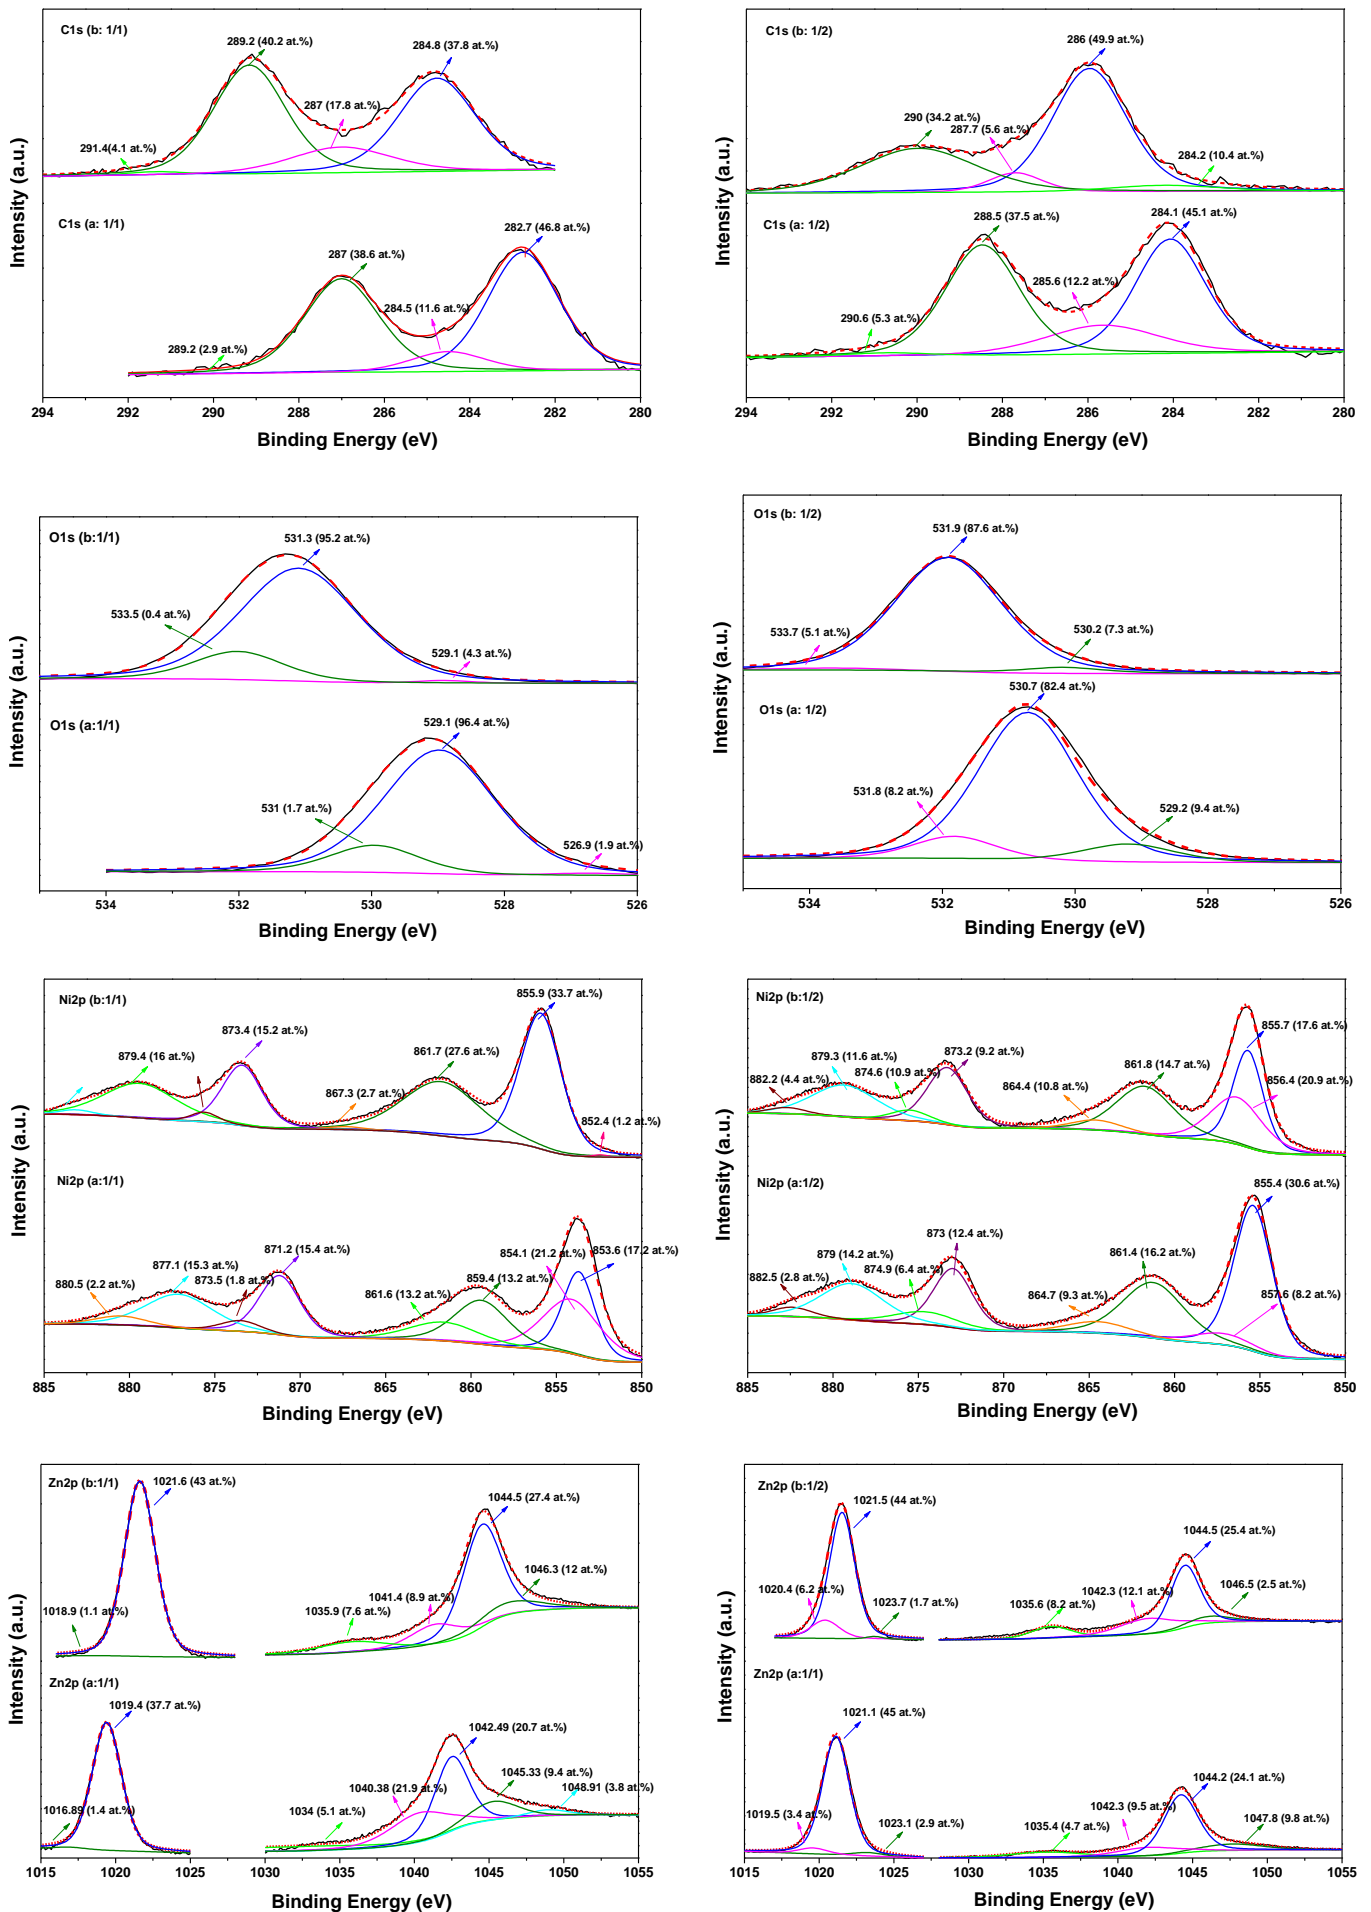 C1s (b: 1/1)
289.2 (40.2 at.%)
284.8 (37.8 at.%)
287 (17.8 at.%)
291.4(4.1 at.%)
C1s (a: 1/1)
282.7 (46.8 at.%)
287 (38.6 at.%)
284.5 (11.6 at.%)
289.2 (2.9 at.%)
294 292 290 288 286 284 282 280
Binding Energy (eV)
Intensity (a.u.)
C1s (b: 1/2)
286 (49.9 at.%)
290 (34.2 at.%)
287.7 (5.6 at.%)
284.2 (10.4 at.%)
C1s (a: 1/2)
288.5 (37.5 at.%)
284.1 (45.1 at.%)
285.6 (12.2 at.%)
290.6 (5.3 at.%)
294 292 290 288 286 284 282 280
Binding Energy (eV)
Intensity (a.u.)
O1s (b:1/1)
531.3 (95.2 at.%)
533.5 (0.4 at.%)
529.1 (4.3 at.%)
O1s (a:1/1)
529.1 (96.4 at.%)
531 (1.7 at.%)
526.9 (1.9 at.%)
534 532 530 528 526
Binding Energy (eV)
Intensity (a.u.)
O1s (b: 1/2)
531.9 (87.6 at.%)
533.7 (5.1 at.%)
530.2 (7.3 at.%)
O1s (a: 1/2)
530.7 (82.4 at.%)
531.8 (8.2 at.%)
529.2 (9.4 at.%)
534 532 530 528 526
Binding Energy (eV)
Intensity (a.u.)
Ni2p (b:1/1)
855.9 (33.7 at.%)
873.4 (15.2 at.%)
879.4 (16 at.%)
861.7 (27.6 at.%)
867.3 (2.7 at.%)
852.4 (1.2 at.%)
Ni2p (a:1/1)
871.2 (15.4 at.%)
854.1 (21.2 at.%)
853.6 (17.2 at.%)
877.1 (15.3 at.%)
873.5 (1.8 at.%)
859.4 (13.2 at.%)
880.5 (2.2 at.%)
861.6 (13.2 at.%)
885 880 875 870 865 860 855 850
Binding Energy (eV)
Intensity (a.u.)
Ni2p (b:1/2)
855.7 (17.6 at.%)
873.2 (9.2 at.%)
879.3 (11.6 at.%)
874.6 (10.9 at.%)
861.8 (14.7 at.%)
882.2 (4.4 at.%)
864.4 (10.8 at.%)
856.4 (20.9 at.%)
Ni2p (a:1/2)
855.4 (30.6 at.%)
873 (12.4 at.%)
879 (14.2 at.%)
861.4 (16.2 at.%)
882.5 (2.8 at.%)
874.9 (6.4 at.%)
864.7 (9.3 at.%)
857.6 (8.2 at.%)
885 880 875 870 865 860 855 850
Binding Energy (eV)
Intensity (a.u.)
Zn2p (b:1/1)
1021.6 (43 at.%)
1044.5 (27.4 at.%)
1046.3 (12 at.%)
1041.4 (8.9 at.%)
1035.9 (7.6 at.%)
1018.9 (1.1 at.%)
Zn2p (a:1/1)
1019.4 (37.7 at.%)
1042.49 (20.7 at.%)
1045.33 (9.4 at.%)
1040.38 (21.9 at.%)
1048.91 (3.8 at.%)
1034 (5.1 at.%)
1016.89 (1.4 at.%)
1015 1020 1025 1030 1035 1040 1045 1050 1055
Binding Energy (eV)
Intensity (a.u.)
Zn2p (b:1/2)
1021.5 (44 at.%)
1044.5 (25.4 at.%)
1020.4 (6.2 at.%)
1042.3 (12.1 at.%)
1046.5 (2.5 at.%)
1023.7 (1.7 at.%)
1035.6 (8.2 at.%)
Zn2p (a:1/1)
1021.1 (45 at.%)
1044.2 (24.1 at.%)
1019.5 (3.4 at.%)
1042.3 (9.5 at.%)
1047.8 (9.8 at.%)
1023.1 (2.9 at.%)
1035.4 (4.7 at.%)
1015 1020 1025 1030 1035 1040 1045 1050 1055
Binding Energy (eV)
Intensity (a.u.)